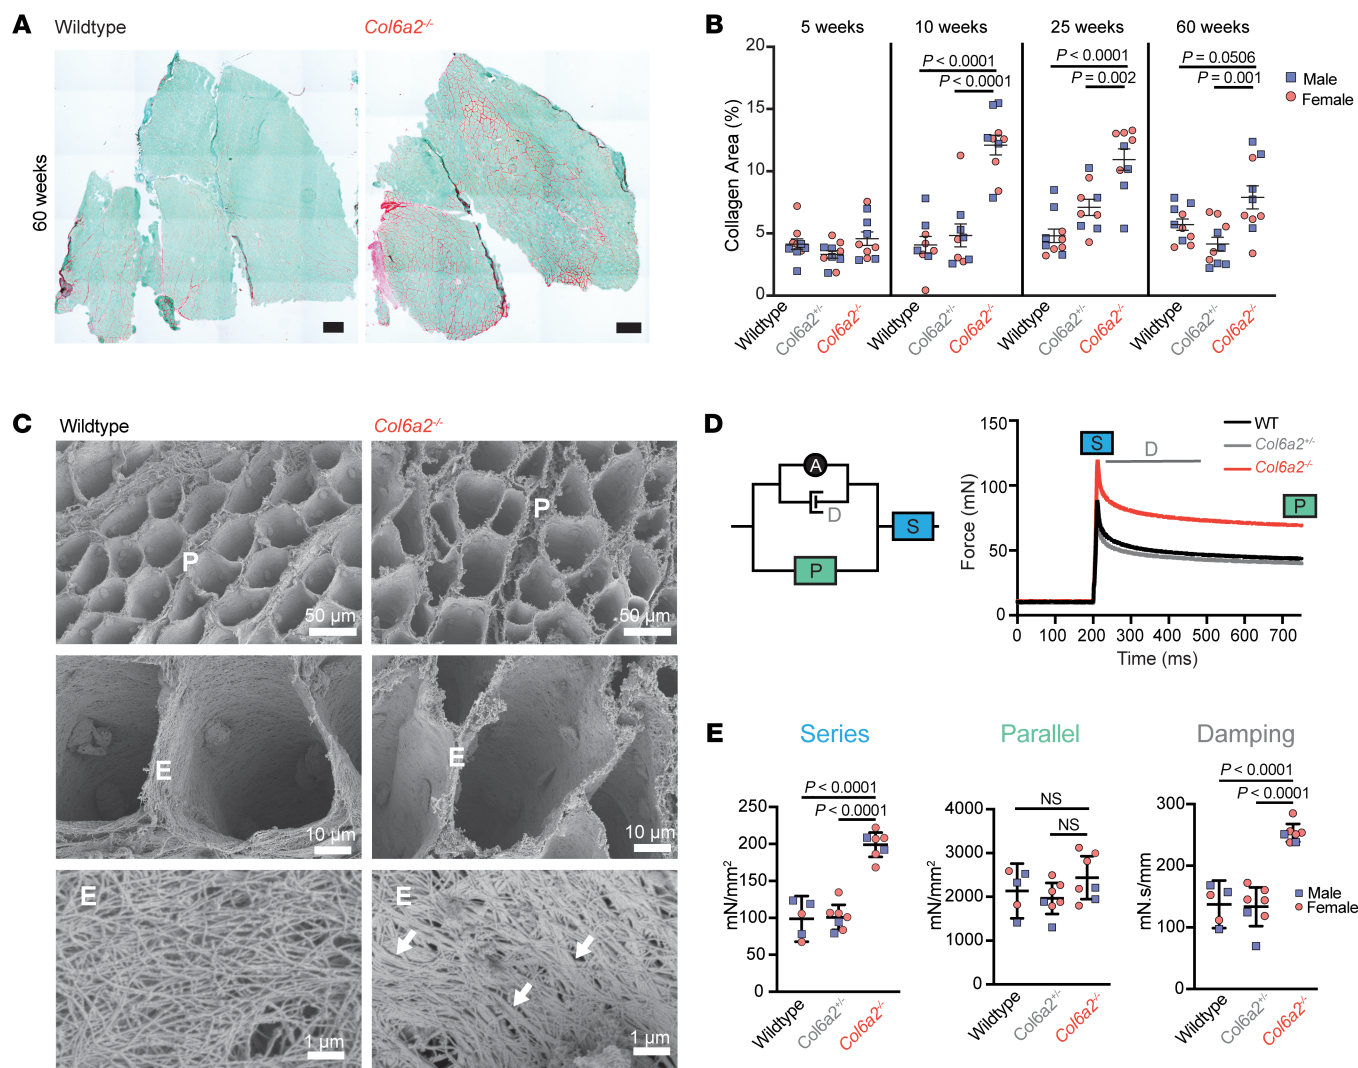 A
Wildtype
Col6a2-/-
60 weeks
B
5 weeks
10 weeks
25 weeks
60 weeks
20
15
10
5
0
Collagen Area (%)
P < 0.0001
P < 0.0001
P < 0.0001
P = 0.002
P = 0.0506
P = 0.001
Male
Female
Wildtype
Col6a2+/-
Col6a2-/-
Wildtype
Col6a2+/-
Col6a2-/-
Wildtype
Col6a2+/-
Col6a2-/-
Wildtype
Col6a2+/-
Col6a2-/-
C
Wildtype
Col6a2-/-
P
50 µm
P
50 µm
E
10 µm
E
10 µm
E
1 µm
E
1 µm
D
A
D
S
P
150
100
50
0
Force (mN)
S
D
P
WT
Col6a2+/-
Col6a2-/-
0 100 200 300 400 500 600 700
Time (ms)
E
Series
P < 0.0001
P < 0.0001
250
200
150
100
50
0
mN/mm2
Wildtype
Col6a2+/-
Col6a2-/-
Parallel
NS
NS
4000
3000
2000
1000
0
mN/mm2
Wildtype
Col6a2+/-
Col6a2-/-
Damping
P < 0.0001
P < 0.0001
300
200
100
0
mN.s/mm
Wildtype
Col6a2+/-
Col6a2-/-
Male
Female